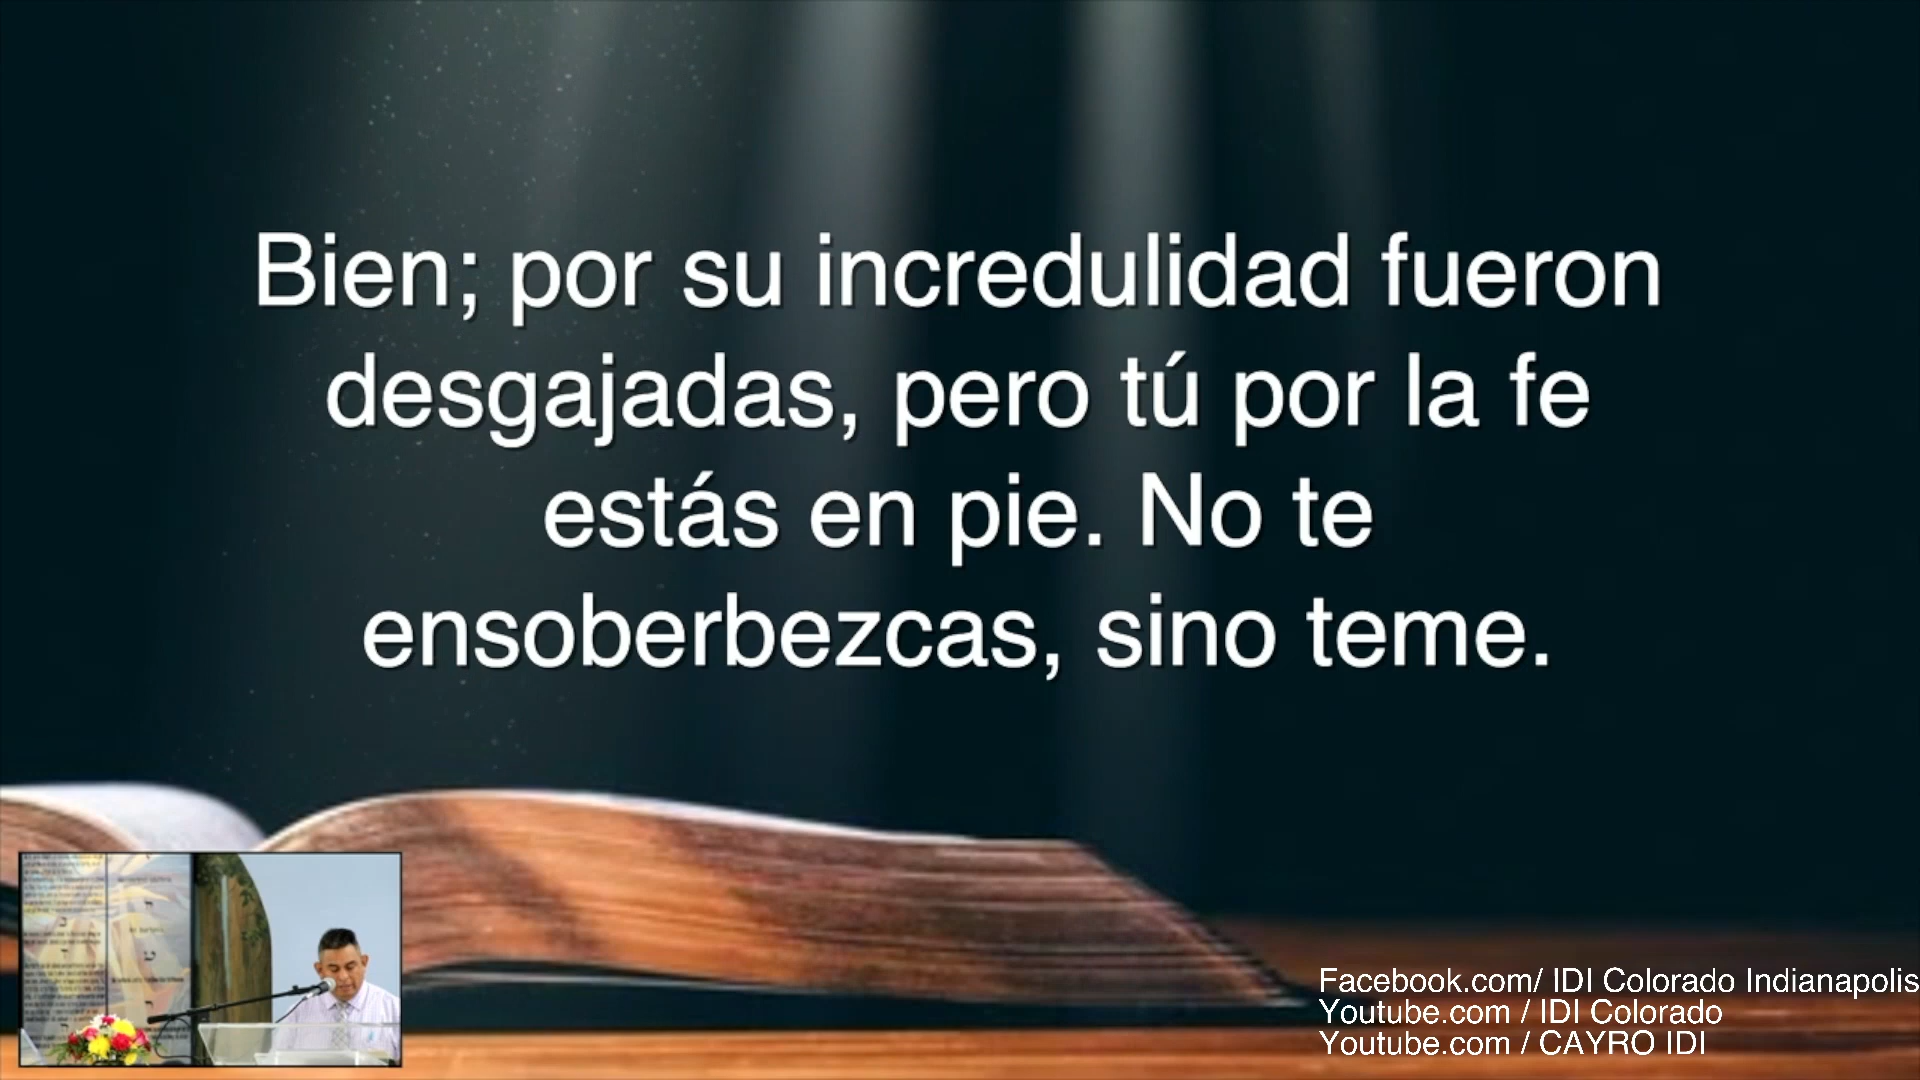 Bien; por su incredulidad fueron
desgajadas, pero tú por la fe
estás en pie. No te
ensoberbezcas, sino teme.
Facebook.com/ IDI Colorado Indianapolis
Youtube.com / IDI Colorado
Youtube.com / CAYRO IDI